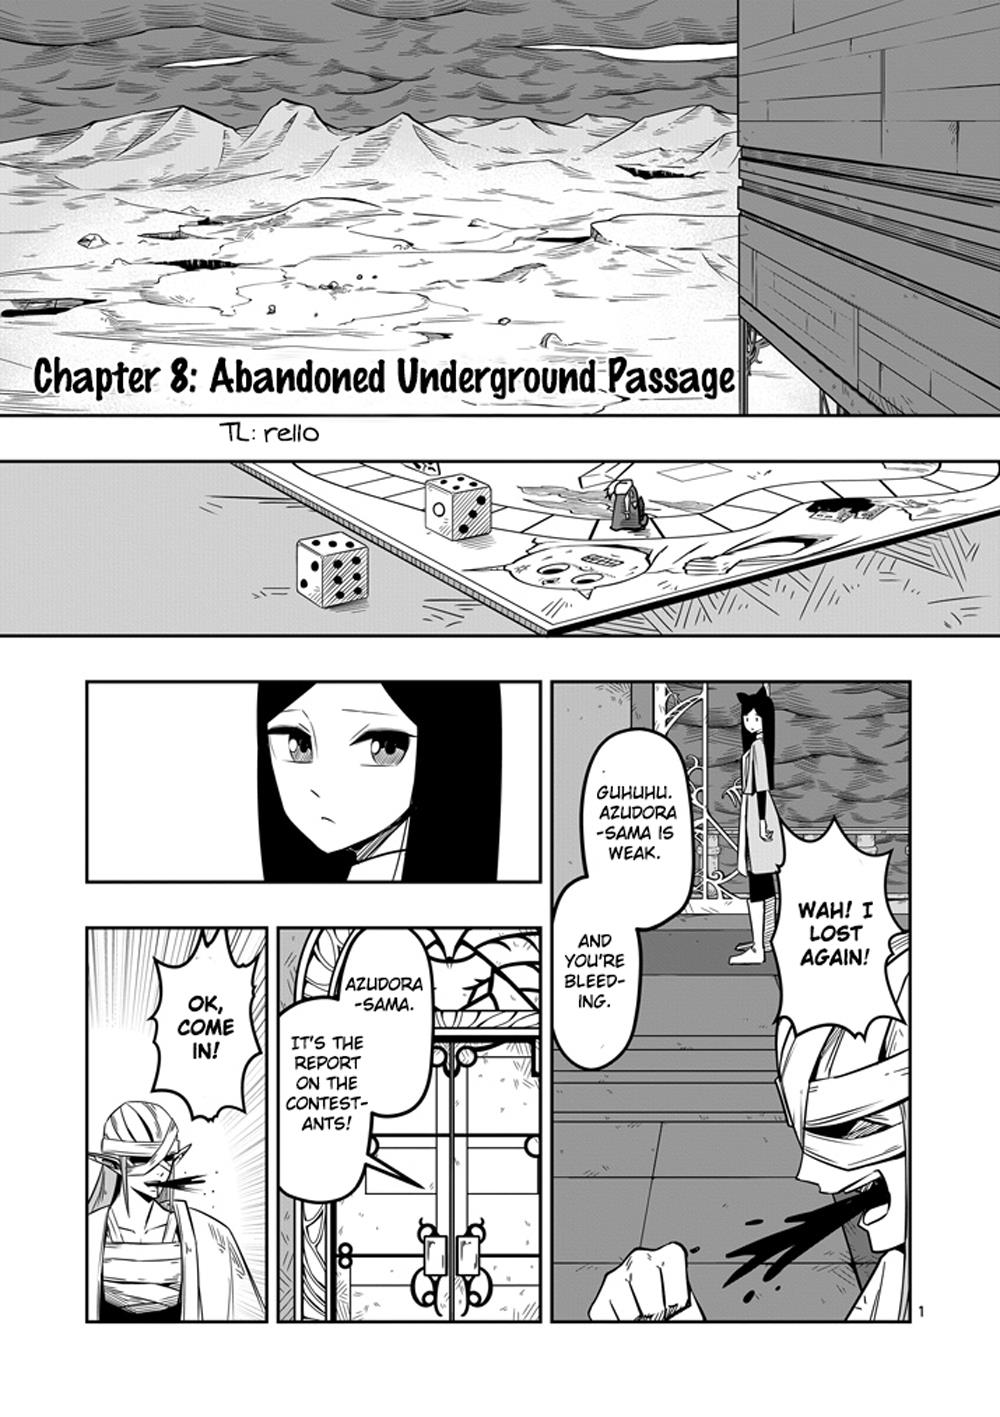 Chapter 8: Abandoned Underground Passage
TL: rello
WAH! I
LOST
AGAIN!
GUHUHU.
AZUDORA
-SAMA IS
WEAK.
AND
YOU'RE
BLEED-
ING.
AZUDORA
-SAMA.
IT'S THE
REPORT
ON THE
CONTEST-
ANTS!
OK,
COME
IN!
1